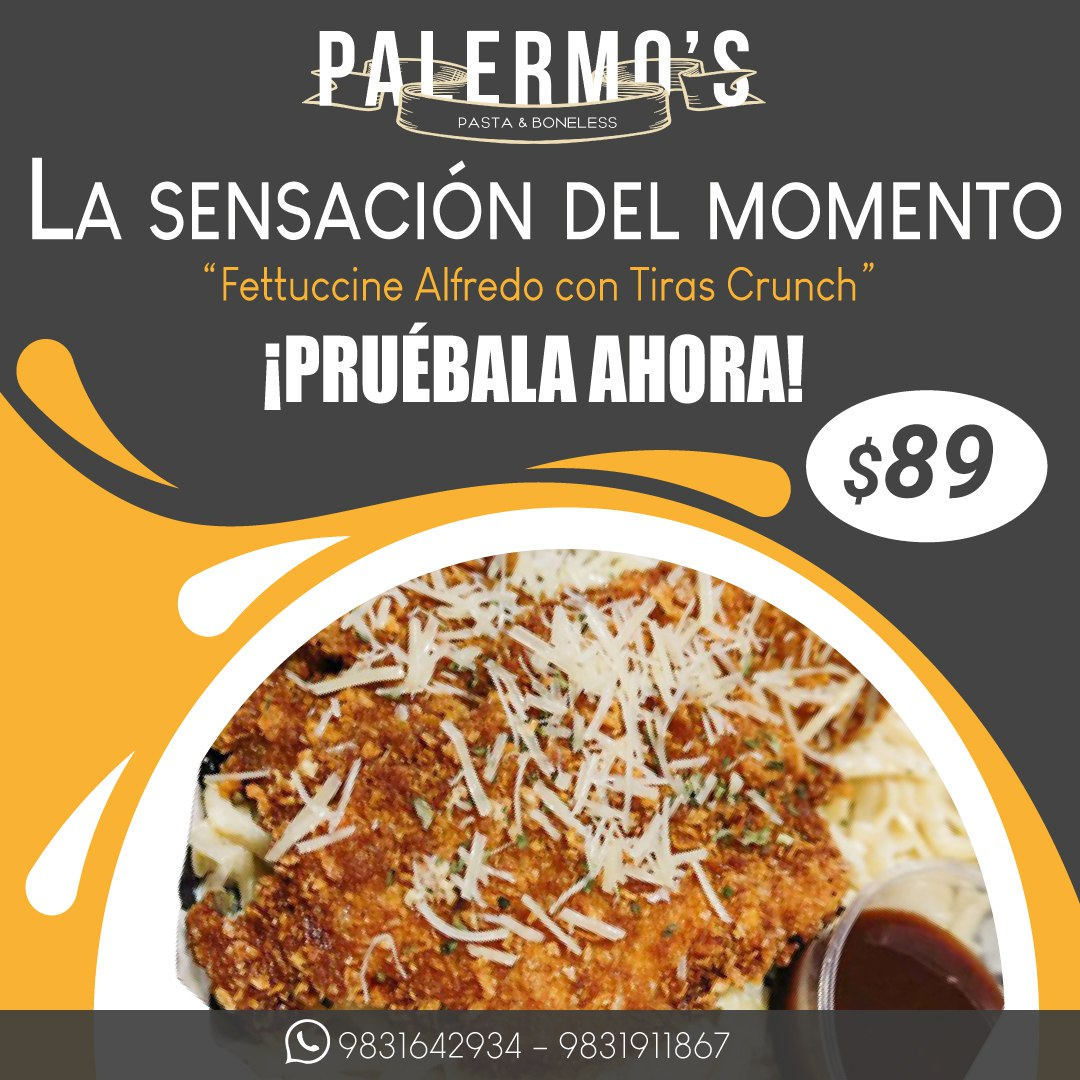 PALERMO'S
PASTA & BONELESS
LA SENSACIÓN DEL MOMENTO
“Fettuccine Alfredo con Tiras Crunch”
¡PRUÉBALA AHORA!
$89
9831642934 - 9831911867